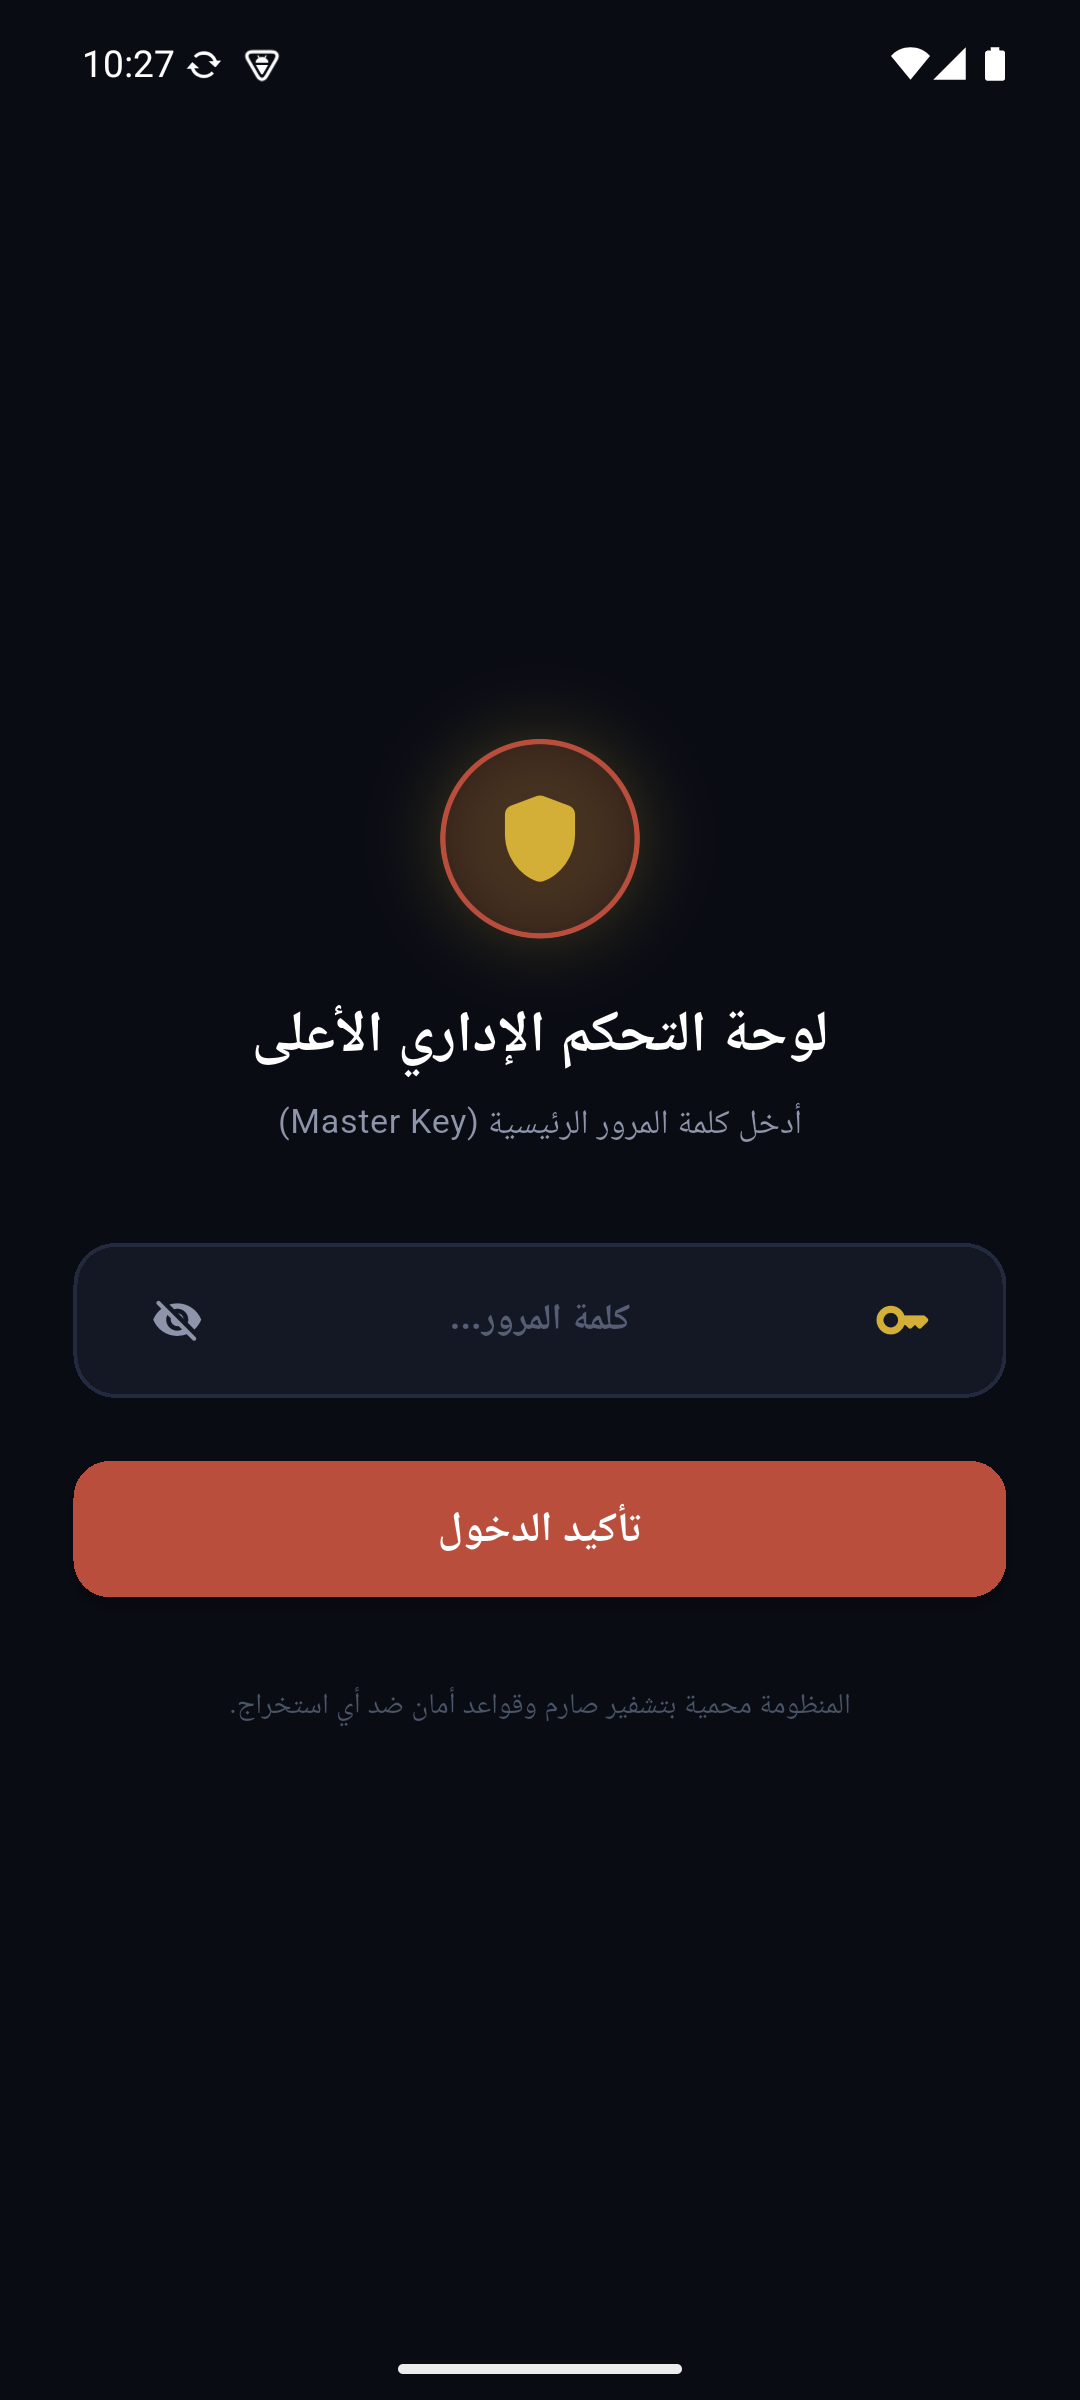 10:27
لوحة التحكم الإداري الأعلى
أدخل كلمة المرور الرئيسية (Master Key)
كلمة المرور...
تأكيد الدخول
المنظومة محمية بتشفير صارم وقواعد أمان ضد أي استخراج.